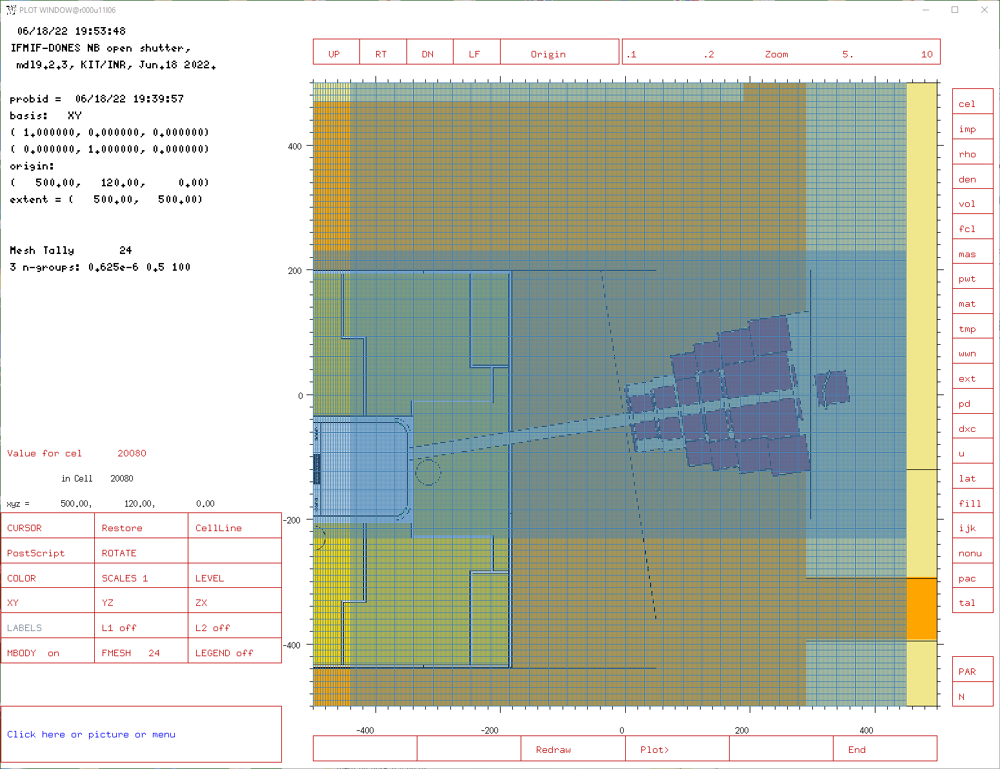 PLOT WINDOW@r000u11l06
06/18/22 19:53:48
IFMIF-DONES NB open shutter,
mdl9.2.3, KIT/INR, Jun.18 2022.
probid = 06/18/22 19:39:57
basis: XY
( 1.000000, 0.000000, 0.000000)
( 0.000000, 1.000000, 0.000000)
origin:
( 500.00, 120.00, 0.00)
extent = ( 500.00, 500.00)
Mesh Tally 24
3 n-groups: 0.625e-6 0.5 100
Value for cel 20080
in Cell 20080
xyz = 500.00, 120.00, 0.00
CURSOR Restore CellLine
PostScript ROTATE
COLOR SCALES 1 LEVEL
XY YZ ZX
LABELS L1 off L2 off
MBODY on FMESH 24 LEGEND off
Click here or picture or menu
UP RT DN LF Origin .1 .2 Zoom 5. 10
400
200
0
-200
-400
-400 -200 0 200 400
Redraw Plot> End
cel
imp
rho
den
vol
fcl
mas
pwt
mat
tmp
wwn
ext
pd
dxc
u
lat
fill
ijk
nonu
pac
tal
PAR
N